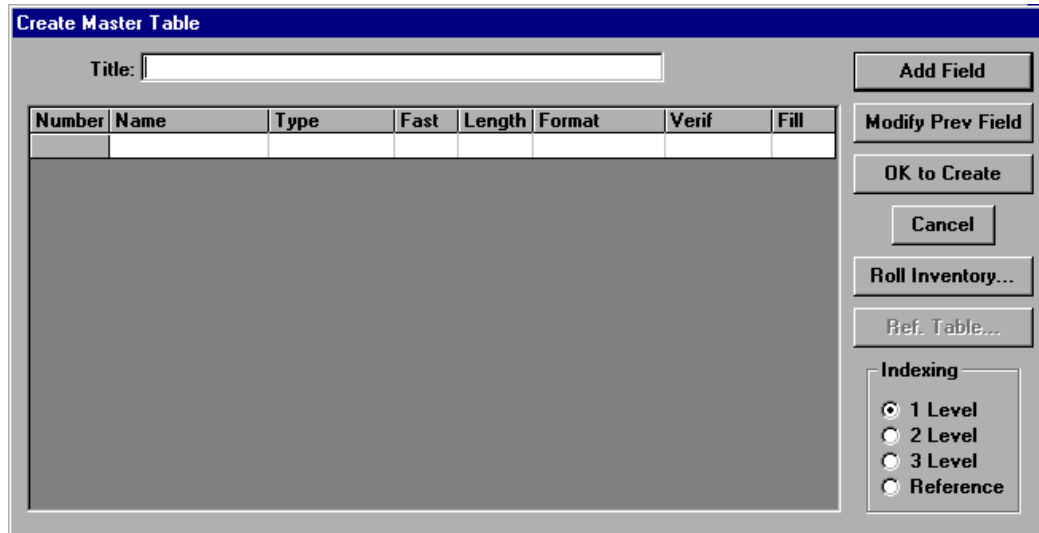 Create Master Table
Title:
Add Field
Number Name Type Fast Length Format Verif Fill
Modify Prev Field
OK to Create
Cancel
Roll Inventory...
Ref. Table...
Indexing
1 Level
2 Level
3 Level
Reference